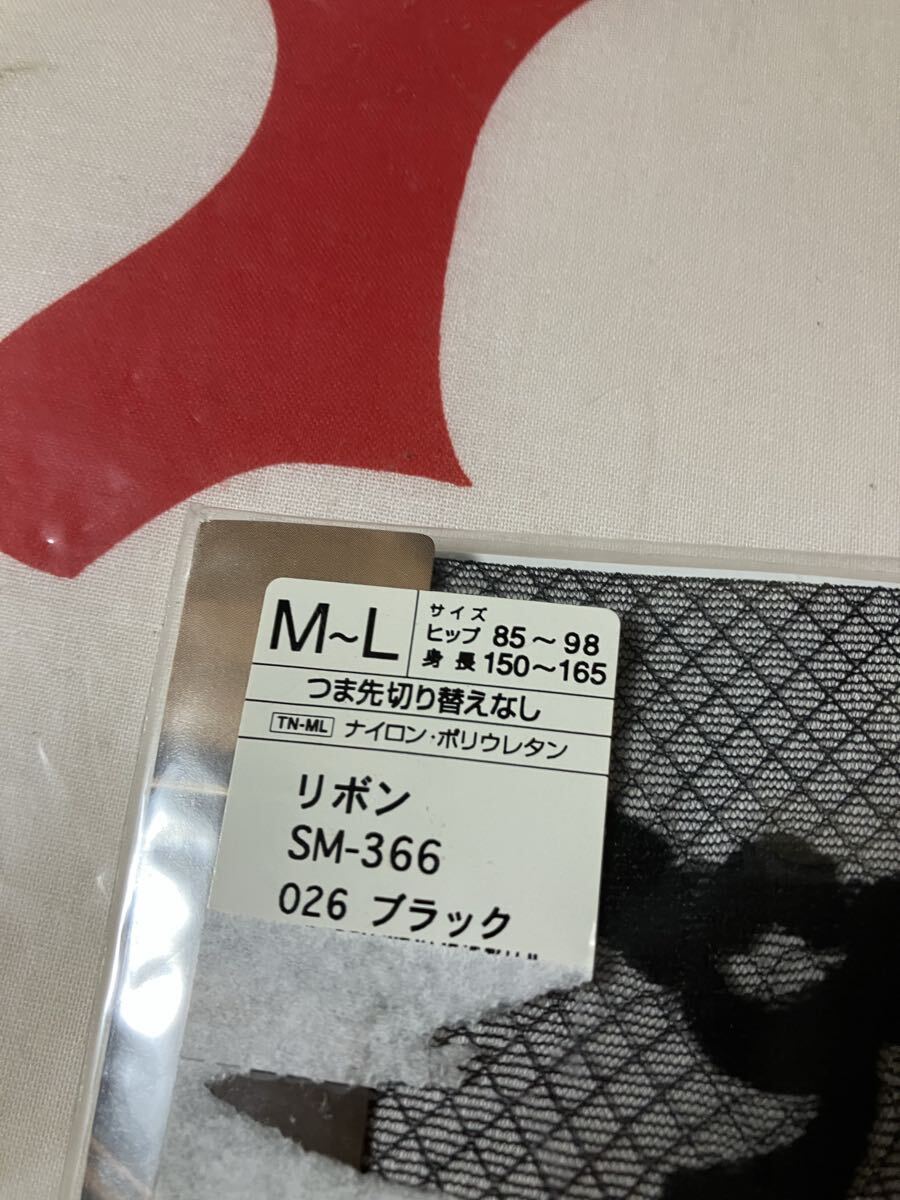 M~L
サイズ
ヒップ 85~98
身長 150~165
つま先切り替えなし
TN-ML ナイロン・ポリウレタン
リボン
SM-366
026 ブラック